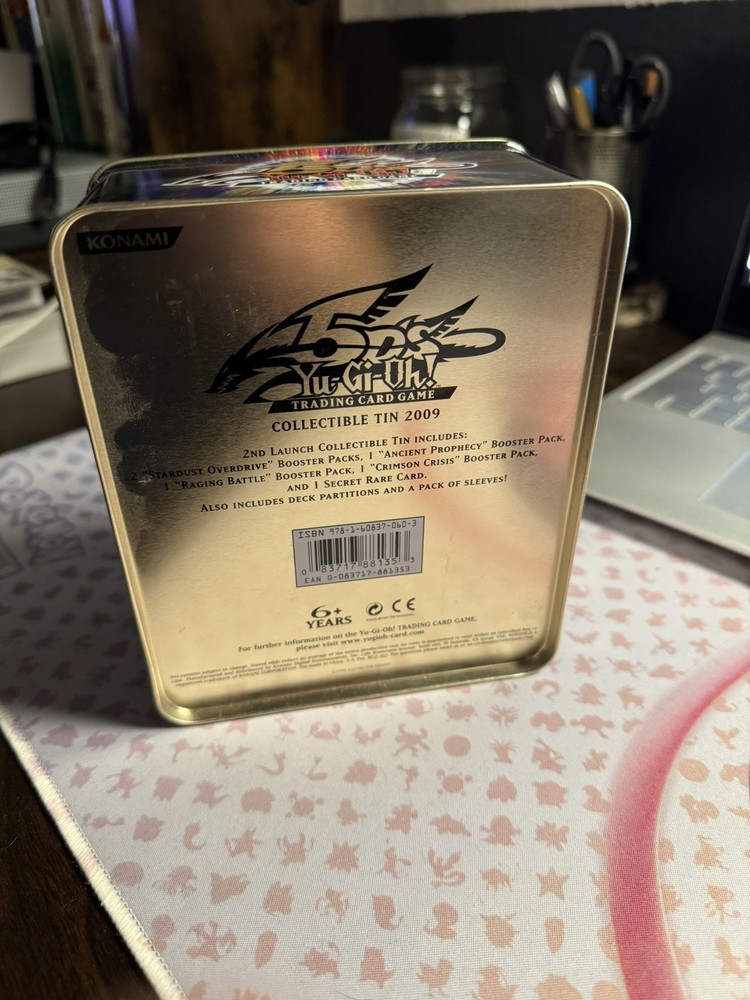 KONAMI
5D's
Yu-Gi-Oh!
TRADING CARD GAME
COLLECTIBLE TIN 2009
2ND LAUNCH COLLECTIBLE TIN INCLUDES:
2 "STARDUST OVERDRIVE" BOOSTER PACKS, 1 "ANCIENT PROPHECY" BOOSTER PACK,
1 "RAGING BATTLE" BOOSTER PACK, 1 "CRIMSON CRISIS" BOOSTER PACK,
AND 1 SECRET RARE CARD.
ALSO INCLUDES DECK PARTITIONS AND A PACK OF SLEEVES!
ISBN 978-1-60837-060-3
0 83717 88135 3
EAN 0-083717-881353
6+
YEARS
CE
For further information on the Yu-Gi-Oh! TRADING CARD GAME,
please visit www.yugioh-card.com